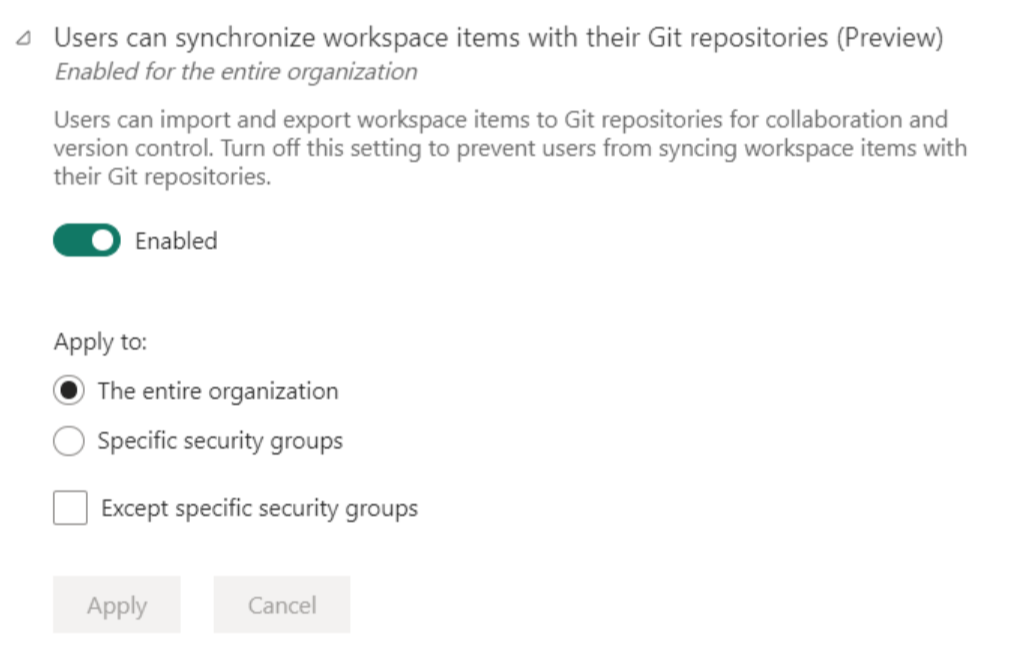 Users can synchronize workspace items with their Git repositories (Preview)
Enabled for the entire organization
Users can import and export workspace items to Git repositories for collaboration and
version control. Turn off this setting to prevent users from syncing workspace items with
their Git repositories.
Enabled
Apply to:
The entire organization
Specific security groups
Except specific security groups
Apply Cancel